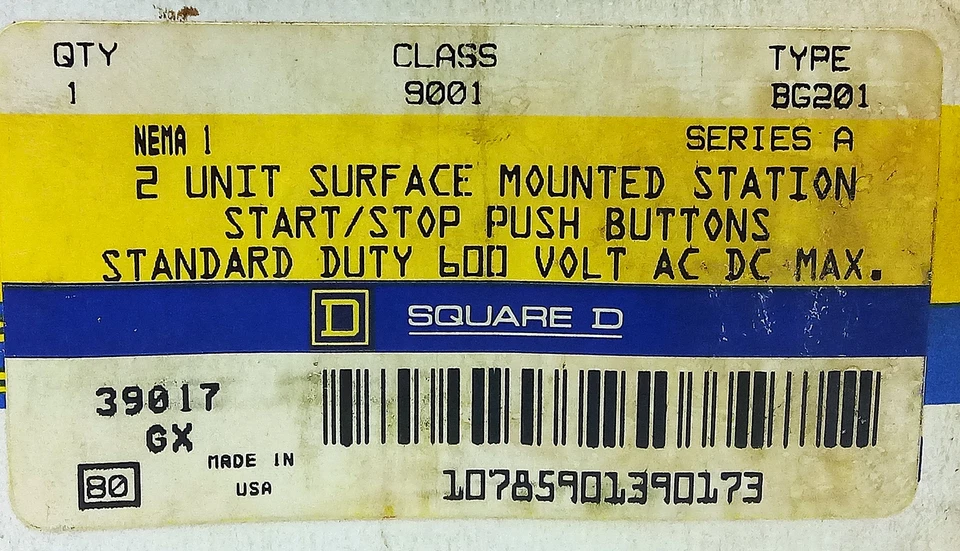 QTY CLASS TYPE
1 9001 BG201
NEMA 1 SERIES A
2 UNIT SURFACE MOUNTED STATION
START/STOP PUSH BUTTONS
STANDARD DUTY 600 VOLT AC DC MAX.
D SQUARE D
39017
GX
MADE IN
USA
80
10785901390173